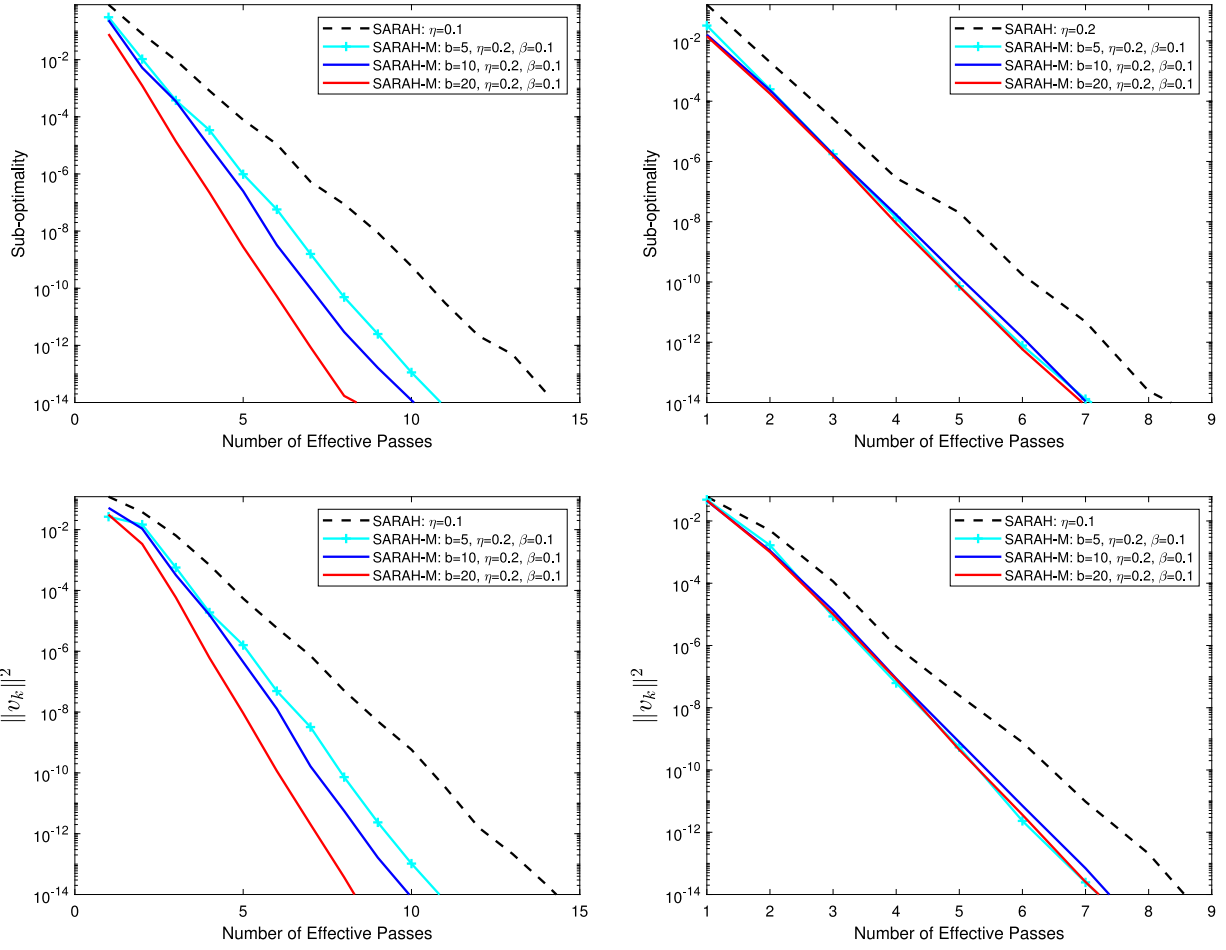 SARAH: η=0.1
SARAH-M: b=5, η=0.2, β=0.1
SARAH-M: b=10, η=0.2, β=0.1
SARAH-M: b=20, η=0.2, β=0.1
Sub-optimality
10^-2
10^-4
10^-6
10^-8
10^-10
10^-12
10^-14
0 5 10 15
Number of Effective Passes
SARAH: η=0.2
SARAH-M: b=5, η=0.2, β=0.1
SARAH-M: b=10, η=0.2, β=0.1
SARAH-M: b=20, η=0.2, β=0.1
Sub-optimality
10^-2
10^-4
10^-6
10^-8
10^-10
10^-12
10^-14
1 2 3 4 5 6 7 8 9
Number of Effective Passes
SARAH: η=0.1
SARAH-M: b=5, η=0.2, β=0.1
SARAH-M: b=10, η=0.2, β=0.1
SARAH-M: b=20, η=0.2, β=0.1
||v_k||^2
10^-2
10^-4
10^-6
10^-8
10^-10
10^-12
10^-14
0 5 10 15
Number of Effective Passes
SARAH: η=0.1
SARAH-M: b=5, η=0.2, β=0.1
SARAH-M: b=10, η=0.2, β=0.1
SARAH-M: b=20, η=0.2, β=0.1
||v_k||^2
10^-2
10^-4
10^-6
10^-8
10^-10
10^-12
10^-14
1 2 3 4 5 6 7 8 9
Number of Effective Passes